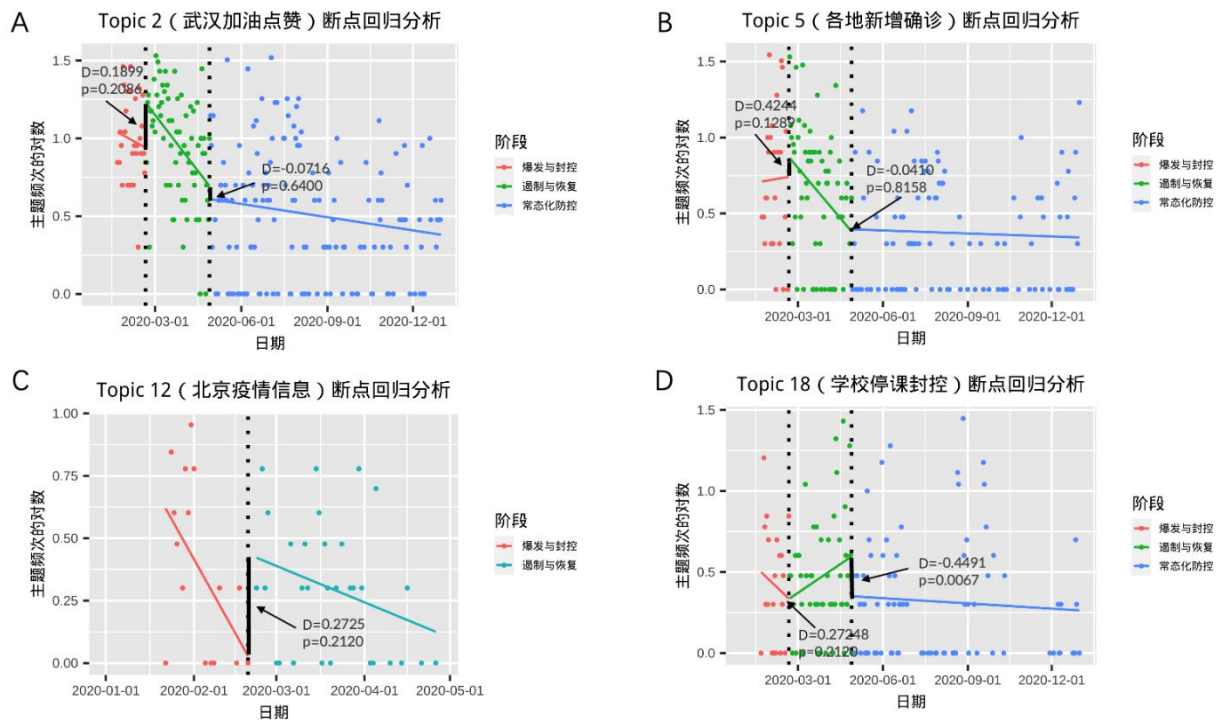 A
Topic 2（武汉加油点赞）断点回归分析
主题频次的对数
1.5
1.0
0.5
0.0
D=0.1899
p=0.2086
D=-0.0716
p=0.6400
2020-03-01
2020-06-01
2020-09-01
2020-12-01
日期
阶段
爆发与封控
遏制与恢复
常态化防控
B
Topic 5（各地新增确诊）断点回归分析
主题频次的对数
1.5
1.0
0.5
0.0
D=0.4244
p=0.1289
D=-0.0410
p=0.8158
2020-03-01
2020-06-01
2020-09-01
2020-12-01
日期
阶段
爆发与封控
遏制与恢复
常态化防控
C
Topic 12（北京疫情信息）断点回归分析
主题频次的对数
1.00
0.75
0.50
0.25
0.00
D=0.2725
p=0.2120
2020-01-01
2020-02-01
2020-03-01
2020-04-01
2020-05-01
日期
阶段
爆发与封控
遏制与恢复
D
Topic 18（学校停课封控）断点回归分析
主题频次的对数
1.5
1.0
0.5
0.0
D=-0.4491
p=0.0067
D=0.27248
p=0.2120
2020-03-01
2020-06-01
2020-09-01
2020-12-01
日期
阶段
爆发与封控
遏制与恢复
常态化防控